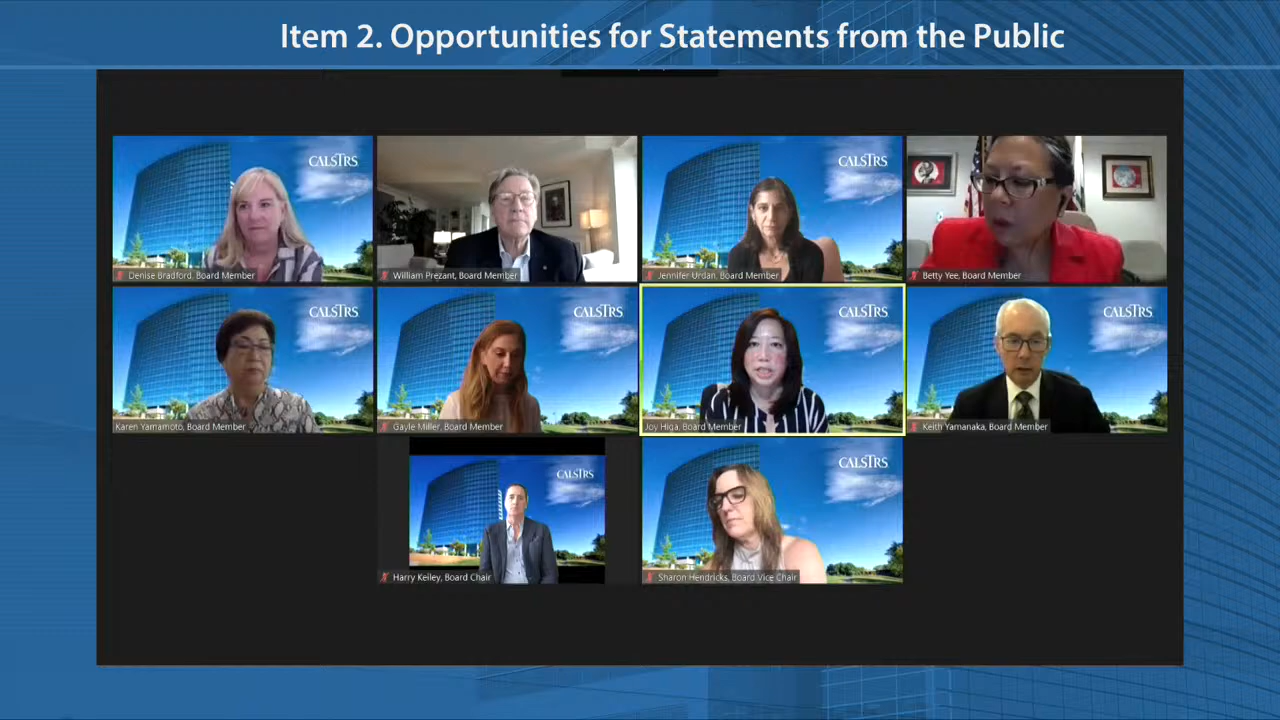 Item 2. Opportunities for Statements from the Public
CALSTRS
CALSTRS
Denise Bradford, Board Member
William Prezant, Board Member
Jennifer Urdan, Board Member
Betty Yee, Board Member
CALSTRS
CALSTRS
CALSTRS
CALSTRS
Karen Yamamoto, Board Member
Gayle Miller, Board Member
Joy Higa, Board Member
Keith Yamanaka, Board Member
CALSTRS
CALSTRS
Harry Keiley, Board Chair
Sharon Hendricks, Board Vice Chair